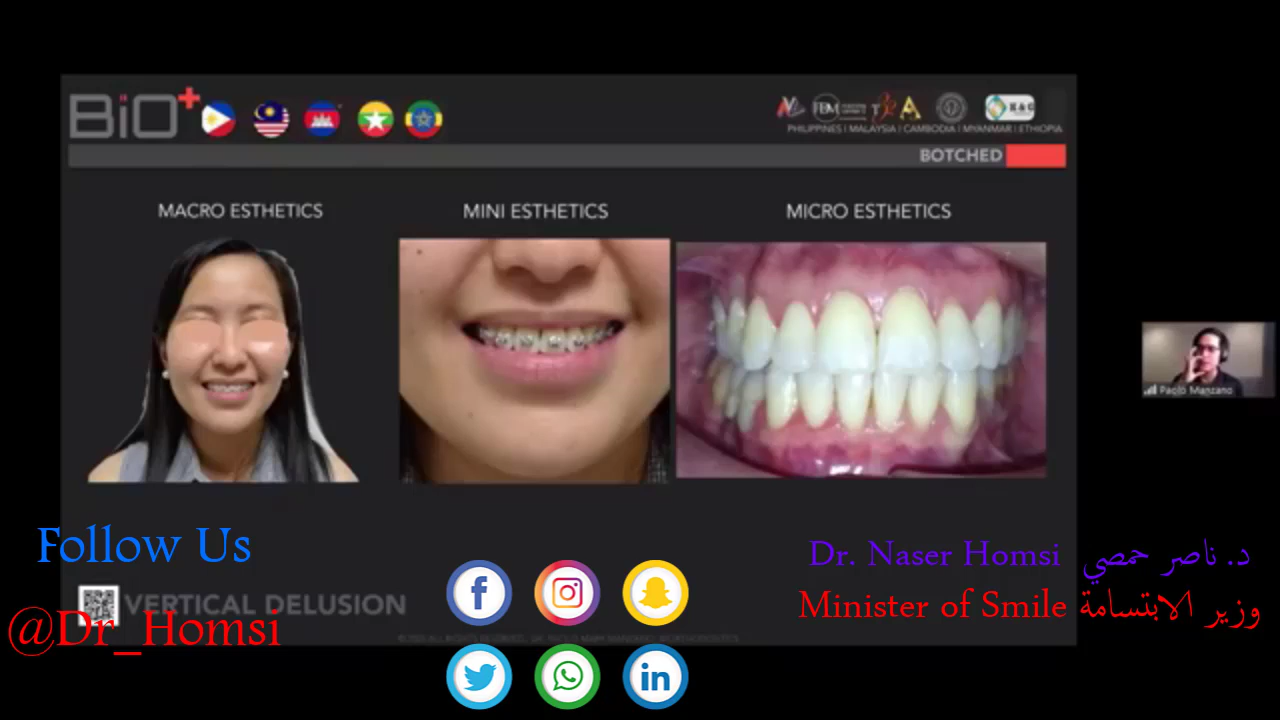 BiO+
PHILIPPINES | MALAYSIA | CAMBODIA | MYANMAR | ETHIOPIA
BOTCHED
MACRO ESTHETICS
MINI ESTHETICS
MICRO ESTHETICS
Paolo Manzano
Follow Us
Dr. Naser Homsi د. ناصر حمصي
VERTICAL DELUSION
Minister of Smile وزير الابتسامة
@Dr_Homsi